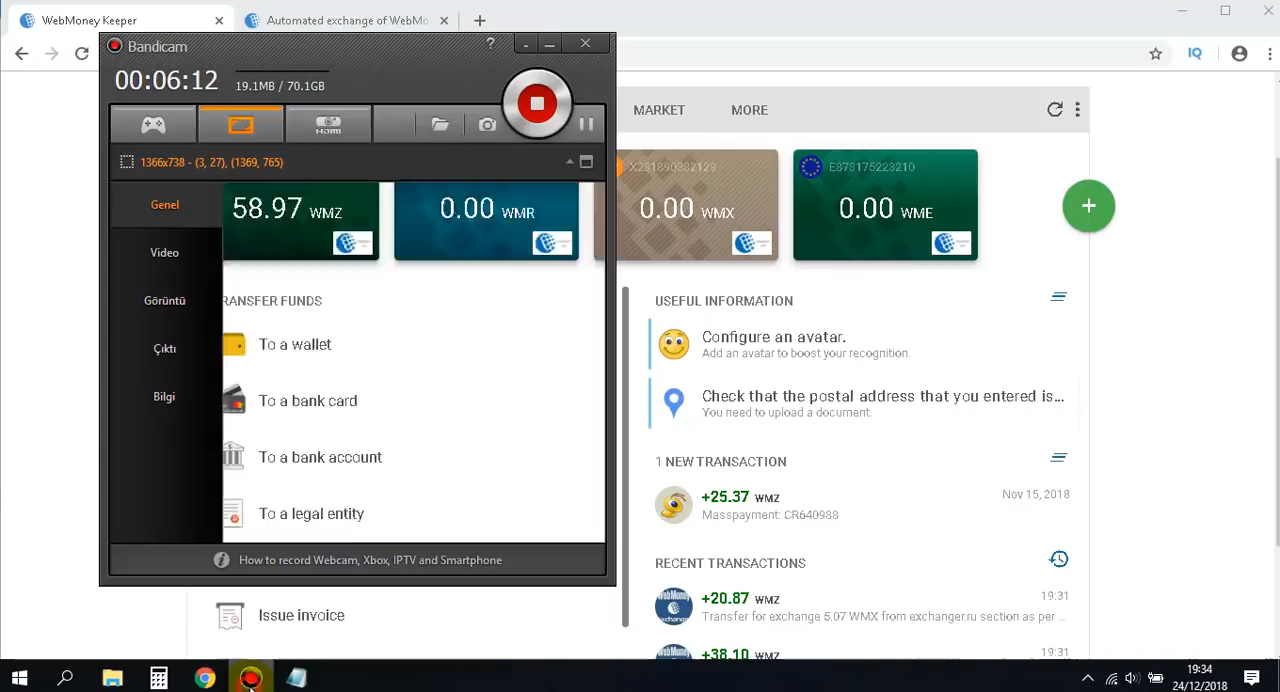 WebMoney Keeper
Automated exchange of WebMo
Bandicam
00:06:12
19.1MB / 70.1GB
HDMI
1366x738 - (3, 27), (1369, 765)
Genel
Video
Görüntü
Çıktı
Bilgi
MARKET
MORE
58.97 WMZ
0.00 WMR
X231890382129
0.00 WMX
E873175223210
0.00 WME
RANSFER FUNDS
To a wallet
To a bank card
To a bank account
To a legal entity
How to record Webcam, Xbox, IPTV and Smartphone
Issue invoice
USEFUL INFORMATION
Configure an avatar.
Add an avatar to boost your recognition.
Check that the postal address that you entered is...
You need to upload a document.
1 NEW TRANSACTION
+25.37 WMZ
Nov 15, 2018
Masspayment: CR640988
RECENT TRANSACTIONS
+20.87 WMZ
19:31
Transfer for exchange 5.07 WMX from exchanger.ru section as per ...
+38.10 WMZ
19:31
19:34
24/12/2018